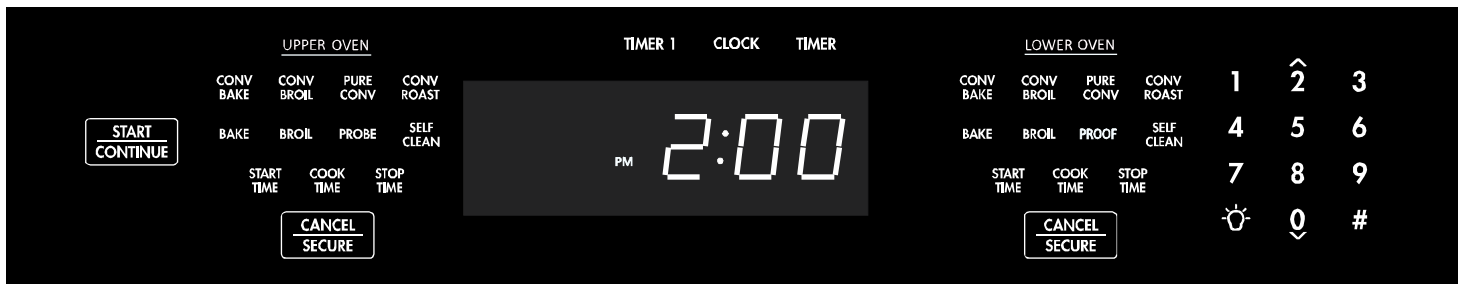 UPPER OVEN
TIMER 1 CLOCK TIMER
LOWER OVEN
START
CONTINUE
CONV
BAKE
CONV
BROIL
PURE
CONV
CONV
ROAST
BAKE
BROIL
PROBE
SELF
CLEAN
START
TIME
COOK
TIME
STOP
TIME
CANCEL
SECURE
PM 2:00
CONV
BAKE
CONV
BROIL
PURE
CONV
CONV
ROAST
BAKE
BROIL
PROOF
SELF
CLEAN
START
TIME
COOK
TIME
STOP
TIME
CANCEL
SECURE
1 2 3
4 5 6
7 8 9
0 #